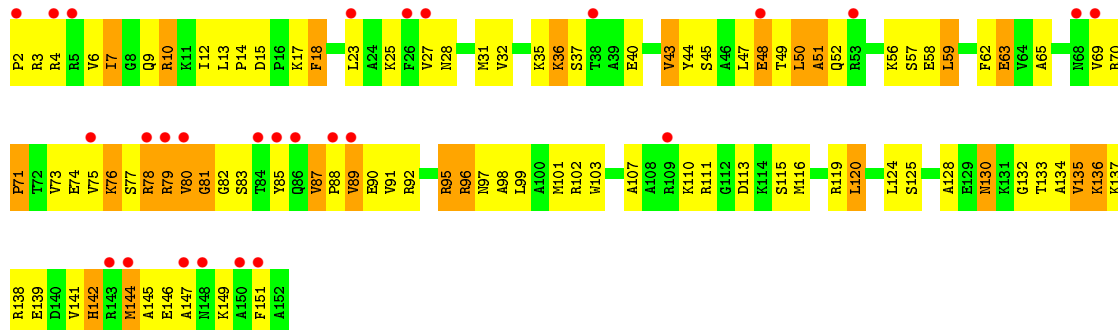 P2 R3 R4 R5 V6 I7 G8 Q9 R10 K11 I12 L13 P14 D15 P16 K17 F18 L23 A24 K25 F26 V27 N28 M31 V32 K35 K36 S37 T38 A39 E40 V43 Y44 S45 A46 L47 E48 T49 L50 A51 Q52 R53 K56 S57 E58 L59 F62 E63 V64 A65 N68 V69 R70
P71 T72 V73 E74 V75 K76 S77 R78 R79 V80 G81 G82 S83 T84 Y85 Q86 V87 P88 V89 E90 V91 R92 R95 R96 N97 A98 L99 A100 M101 R102 W103 A107 A108 R109 K110 R111 G112 D113 K114 S115 M116 R119 L120 L124 S125 A128 E129 N130 K131 G132 T133 A134 V135 K136 K137
R138 E139 D140 V141 H142 R143 M144 A145 E146 A147 N148 K149 A150 F151 A152